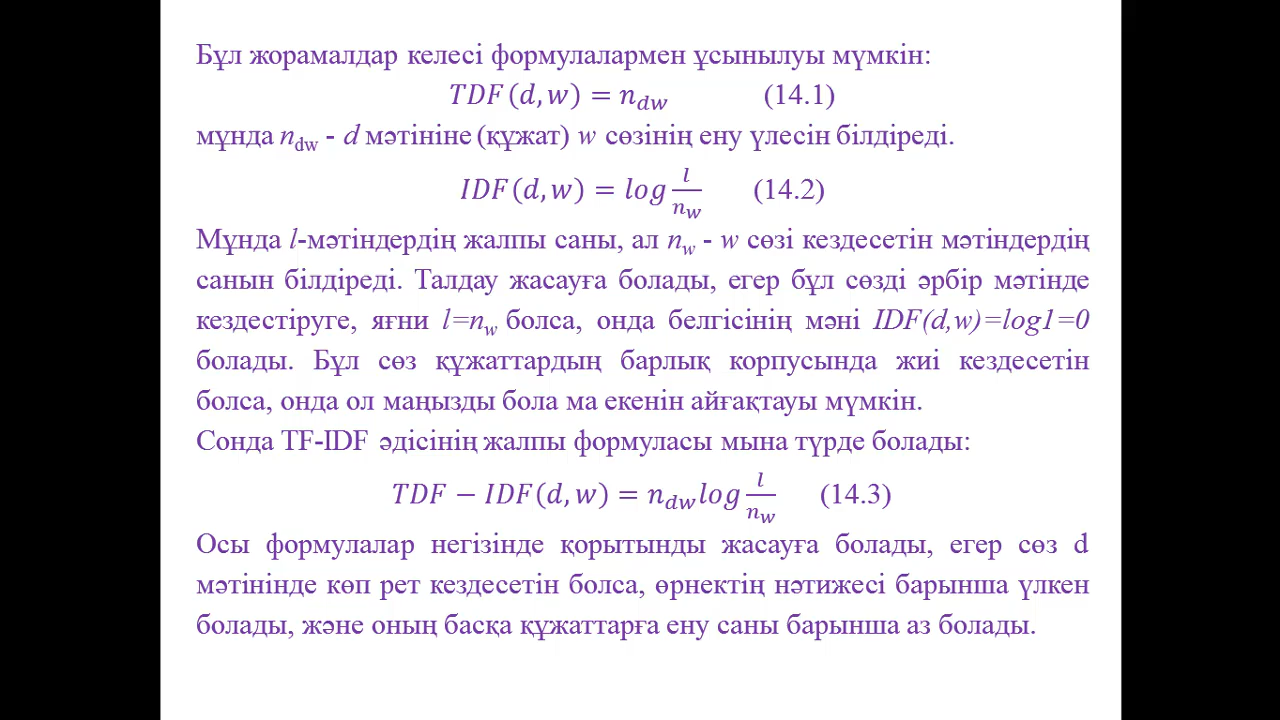 Бұл жорамалдар келесі формулалармен ұсынылуы мүмкін:
TDF(d,w) = n_dw (14.1)
мұнда n_dw - d мәтініне (құжат) w сөзінің ену үлесін білдіреді.
IDF(d,w) = log l/n_w (14.2)
Мұнда l-мәтіндердің жалпы саны, ал n_w - w сөзі кездесетін мәтіндердің
санын білдіреді. Талдау жасауға болады, егер бұл сөзді әрбір мәтінде
кездестіруге, яғни l=n_w болса, онда белгісінің мәні IDF(d,w)=log1=0
болады. Бұл сөз құжаттардың барлық корпусында жиі кездесетін
болса, онда ол маңызды бола ма екенін айғақтауы мүмкін.
Сонда TF-IDF әдісінің жалпы формуласы мына түрде болады:
TDF − IDF(d,w) = n_dw log l/n_w (14.3)
Осы формулалар негізінде қорытынды жасауға болады, егер сөз d
мәтінінде көп рет кездесетін болса, өрнектің нәтижесі барынша үлкен
болады, және оның басқа құжаттарға ену саны барынша аз болады.